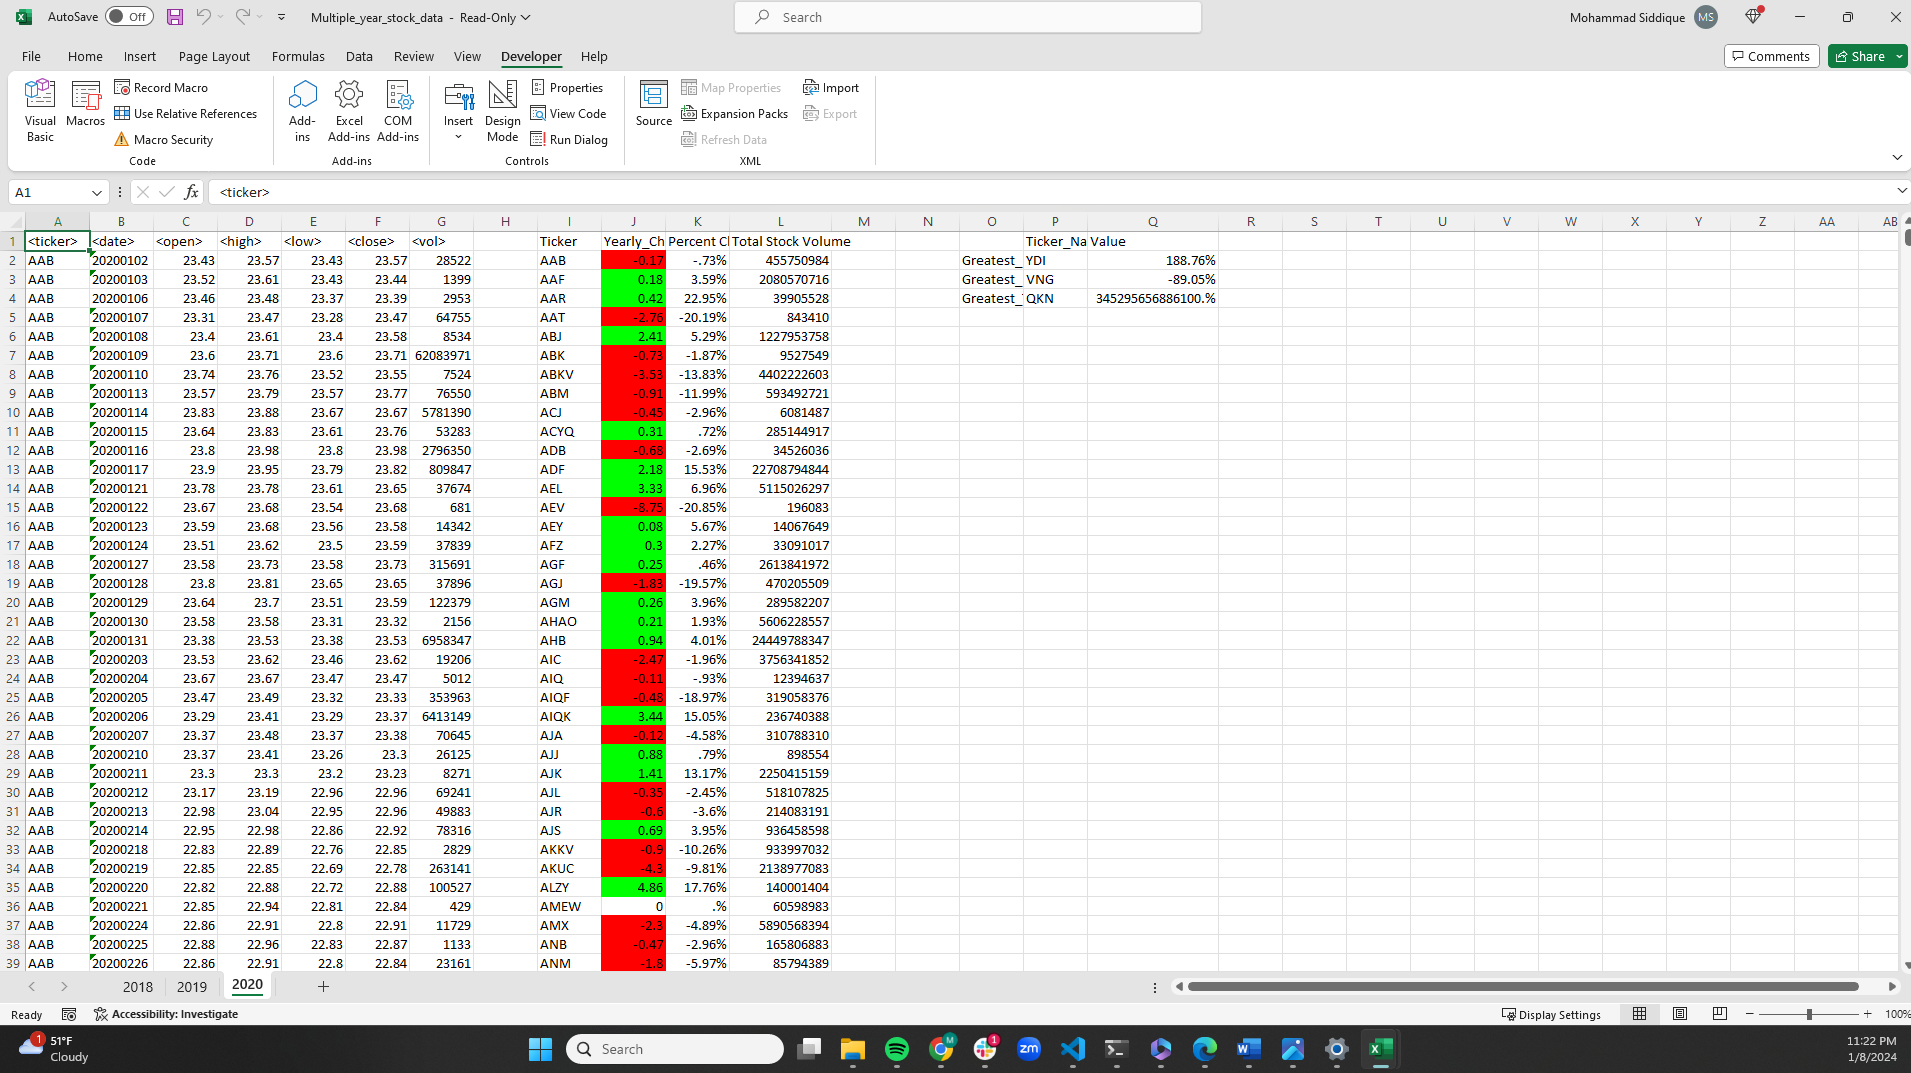 AutoSave Off Multiple_year_stock_data - Read-Only Search Mohammad Siddique MS
File Home Insert Page Layout Formulas Data Review View Developer Help Comments Share
Visual Basic Macros Record Macro Use Relative References Macro Security Code
Add-ins Excel Add-ins COM Add-ins Add-ins
Insert Design Mode Properties View Code Run Dialog Controls
Source Map Properties Expansion Packs Refresh Data Import Export XML
A1 fx <ticker>
A B C D E F G H I J K L M N O P Q R S T U V W X Y Z AA AB
1 <ticker> <date> <open> <high> <low> <close> <vol> Ticker Yearly_Ch Percent Cl Total Stock Volume Ticker_Na Value
2 AAB 20200102 23.43 23.57 23.43 23.57 28522 AAB -0.17 -.73% 455750984 Greatest_ YDI 188.76%
3 AAB 20200103 23.52 23.61 23.43 23.44 1399 AAF 0.18 3.59% 2080570716 Greatest_ VNG -89.05%
4 AAB 20200106 23.46 23.48 23.37 23.39 2953 AAR 0.42 22.95% 39905528 Greatest_ QKN 345295656886100.%
5 AAB 20200107 23.31 23.47 23.28 23.47 64755 AAT -2.76 -20.19% 843410
6 AAB 20200108 23.4 23.61 23.4 23.58 8534 ABJ 2.41 5.29% 1227953758
7 AAB 20200109 23.6 23.71 23.6 23.71 62083971 ABK -0.73 -1.87% 9527549
8 AAB 20200110 23.74 23.76 23.52 23.55 7524 ABKV -3.53 -13.83% 4402222603
9 AAB 20200113 23.57 23.79 23.57 23.77 76550 ABM -0.91 -11.99% 593492721
10 AAB 20200114 23.83 23.88 23.67 23.67 5781390 ACJ -0.45 -2.96% 6081487
11 AAB 20200115 23.64 23.83 23.61 23.76 53283 ACYQ 0.31 .72% 285144917
12 AAB 20200116 23.8 23.98 23.8 23.98 2796350 ADB -0.68 -2.69% 34526036
13 AAB 20200117 23.9 23.95 23.79 23.82 809847 ADF 2.18 15.53% 22708794844
14 AAB 20200121 23.78 23.78 23.61 23.65 37674 AEL 3.33 6.96% 5115026297
15 AAB 20200122 23.67 23.68 23.54 23.68 681 AEV -8.75 -20.85% 196083
16 AAB 20200123 23.59 23.68 23.56 23.58 14342 AEY 0.08 5.67% 14067649
17 AAB 20200124 23.51 23.62 23.5 23.59 37839 AFZ 0.3 2.27% 33091017
18 AAB 20200127 23.58 23.73 23.58 23.73 315691 AGF 0.25 .46% 2613841972
19 AAB 20200128 23.8 23.81 23.65 23.65 37896 AGJ -1.83 -19.57% 470205509
20 AAB 20200129 23.64 23.7 23.51 23.59 122379 AGM 0.26 3.96% 289582207
21 AAB 20200130 23.58 23.58 23.31 23.32 2156 AHAO 0.21 1.93% 5606228557
22 AAB 20200131 23.38 23.53 23.38 23.53 6958347 AHB 0.94 4.01% 24449788347
23 AAB 20200203 23.53 23.62 23.46 23.62 19206 AIC -2.47 -1.96% 3756341852
24 AAB 20200204 23.67 23.67 23.47 23.47 5012 AIQ -0.11 -.93% 12394637
25 AAB 20200205 23.47 23.49 23.32 23.33 353963 AIQF -0.48 -18.97% 319058376
26 AAB 20200206 23.29 23.41 23.29 23.37 6413149 AIQK 3.44 15.05% 236740388
27 AAB 20200207 23.37 23.48 23.37 23.38 70645 AJA -0.12 -4.58% 310788310
28 AAB 20200210 23.37 23.41 23.26 23.3 26125 AJJ 0.88 .79% 898554
29 AAB 20200211 23.3 23.3 23.2 23.23 8271 AJK 1.41 13.17% 2250415159
30 AAB 20200212 23.17 23.19 22.96 22.96 69241 AJL -0.35 -2.45% 518107825
31 AAB 20200213 22.98 23.04 22.95 22.96 49883 AJR -0.6 -3.6% 214083191
32 AAB 20200214 22.95 22.98 22.86 22.92 78316 AJS 0.69 3.95% 936458598
33 AAB 20200218 22.83 22.89 22.76 22.85 2829 AKKV -0.9 -10.26% 933997032
34 AAB 20200219 22.85 22.85 22.69 22.78 263141 AKUC -4.3 -9.81% 2138977083
35 AAB 20200220 22.82 22.88 22.72 22.88 100527 ALZY 4.86 17.76% 140001404
36 AAB 20200221 22.85 22.94 22.81 22.84 429 AMEW 0 .% 60598983
37 AAB 20200224 22.86 22.91 22.8 22.91 11729 AMX -2.3 -4.89% 5890568394
38 AAB 20200225 22.88 22.96 22.83 22.87 1133 ANB -0.47 -2.96% 165806883
39 AAB 20200226 22.86 22.91 22.8 22.84 23161 ANM -1.8 -5.97% 85794389
2018 2019 2020
Ready Accessibility: Investigate Display Settings 100%
1 51°F Search M 1 zm 11:22 PM
Cloudy 1/8/2024